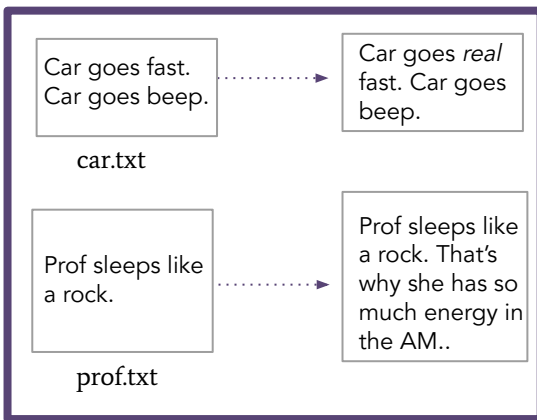 Car goes fast.
Car goes beep.
car.txt
Car goes real
fast. Car goes
beep.
Prof sleeps like
a rock.
prof.txt
Prof sleeps like
a rock. That's
why she has so
much energy in
the AM..